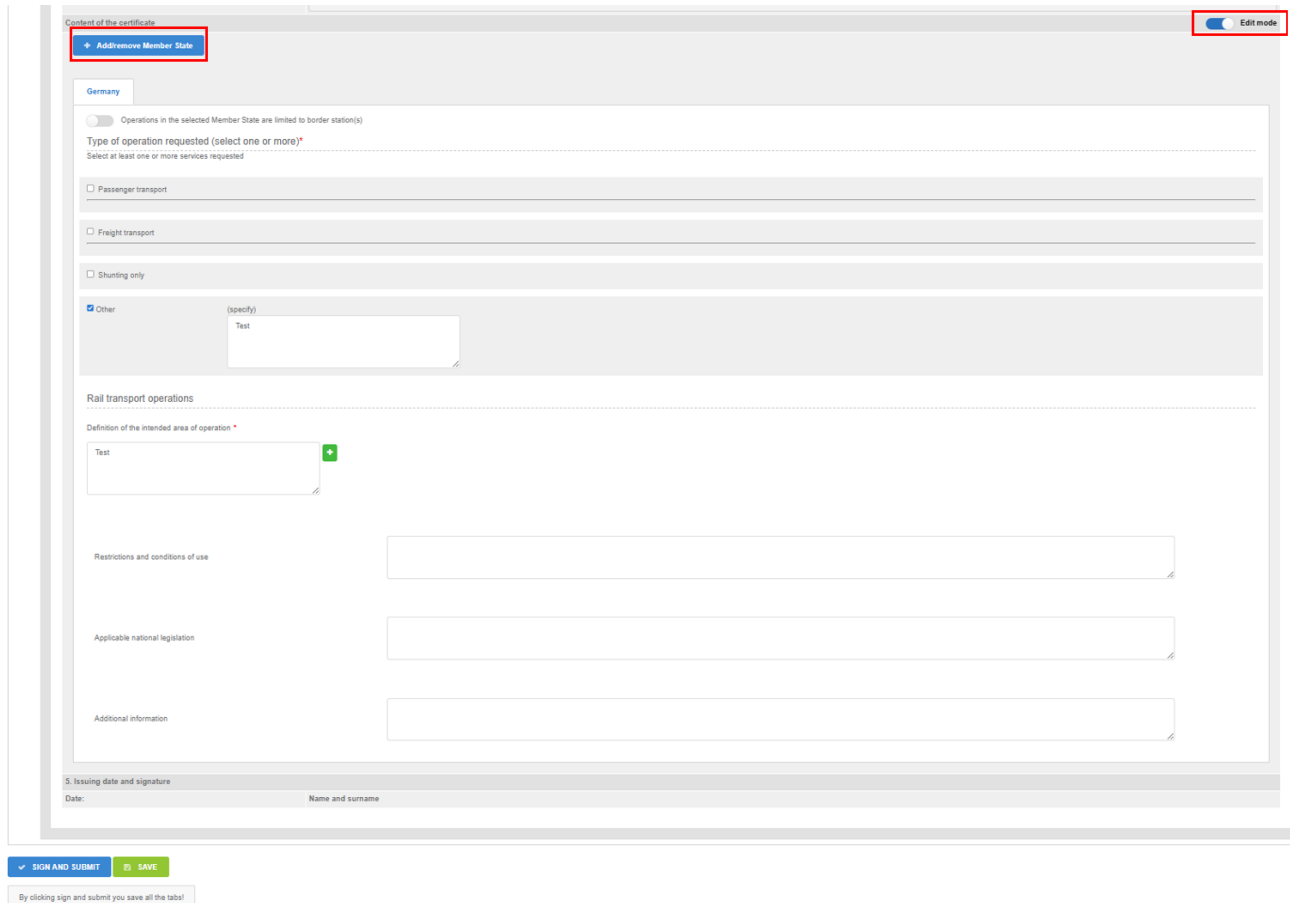 Content of the certificate
Edit mode
+ Add/remove Member State
Germany
Operations in the selected Member State are limited to border station(s)
Type of operation requested (select one or more)*
Select at least one or more services requested
Passenger transport
Freight transport
Shunting only
Other
(specify)
Test
Rail transport operations
Definition of the intended area of operation *
Test
Restrictions and conditions of use
Applicable national legislation
Additional information
5. Issuing date and signature
Date:
Name and surname
SIGN AND SUBMIT
SAVE
By clicking sign and submit you save all the tabs!